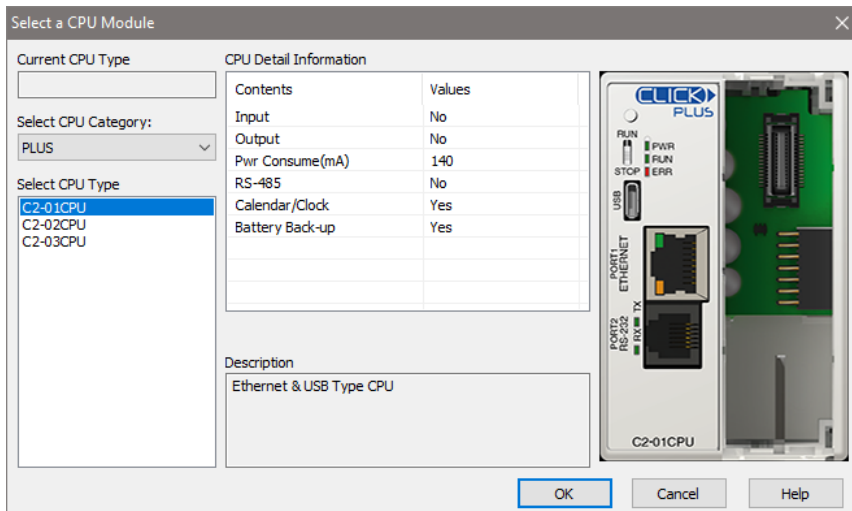 Select a CPU Module
Current CPU Type
Select CPU Category:
PLUS
Select CPU Type
C2-01CPU
C2-02CPU
C2-03CPU
CPU Detail Information
Contents Values
Input No
Output No
Pwr Consume(mA) 140
RS-485 No
Calendar/Clock Yes
Battery Back-up Yes
Description
Ethernet & USB Type CPU
CLICK
PLUS
RUN
STOP
PWR
RUN
ERR
USB
PORT1
ETHERNET
PORT2
RS-232
RX TX
C2-01CPU
OK Cancel Help